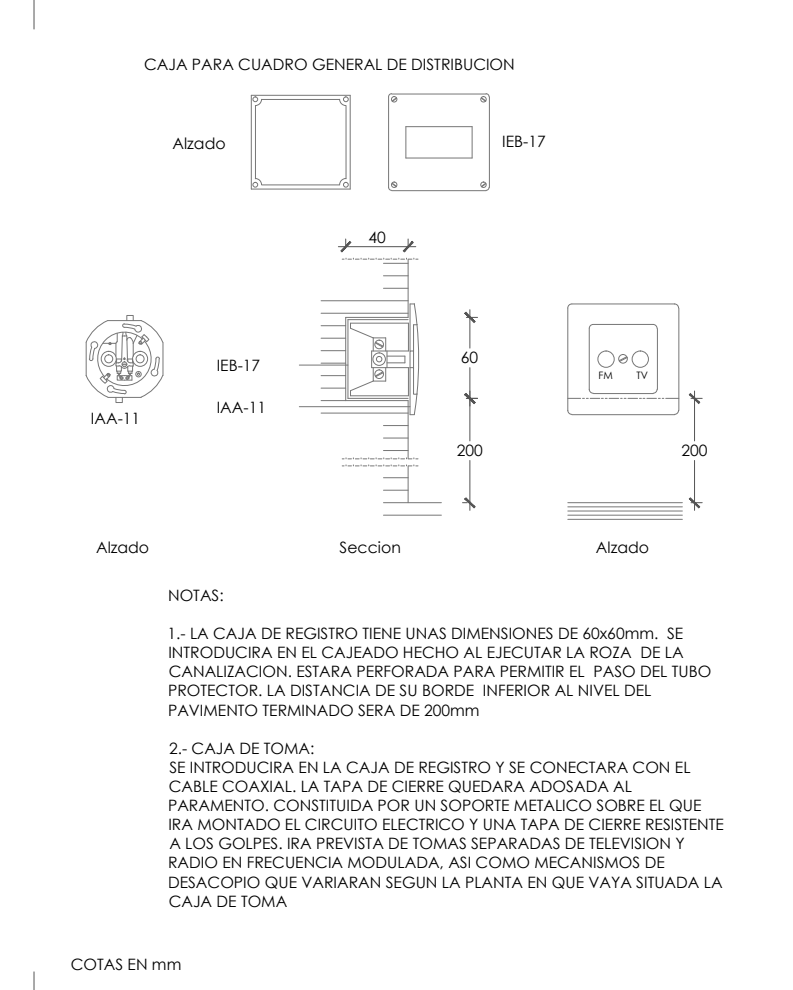 CAJA PARA CUADRO GENERAL DE DISTRIBUCION
Alzado
IEB-17
40
IEB-17
60
FM
TV
IAA-11
IAA-11
200
200
Alzado
Seccion
Alzado
NOTAS:
1.- LA CAJA DE REGISTRO TIENE UNAS DIMENSIONES DE 60x60mm. SE
INTRODUCIRA EN EL CAJEADO HECHO AL EJECUTAR LA ROZA DE LA
CANALIZACION. ESTARA PERFORADA PARA PERMITIR EL PASO DEL TUBO
PROTECTOR. LA DISTANCIA DE SU BORDE INFERIOR AL NIVEL DEL
PAVIMENTO TERMINADO SERA DE 200mm
2.- CAJA DE TOMA:
SE INTRODUCIRA EN LA CAJA DE REGISTRO Y SE CONECTARA CON EL
CABLE COAXIAL. LA TAPA DE CIERRE QUEDARA ADOSADA AL
PARAMENTO. CONSTITUIDA POR UN SOPORTE METALICO SOBRE EL QUE
IRA MONTADO EL CIRCUITO ELECTRICO Y UNA TAPA DE CIERRE RESISTENTE
A LOS GOLPES. IRA PREVISTA DE TOMAS SEPARADAS DE TELEVISION Y
RADIO EN FRECUENCIA MODULADA, ASI COMO MECANISMOS DE
DESACOPIO QUE VARIARAN SEGUN LA PLANTA EN QUE VAYA SITUADA LA
CAJA DE TOMA
COTAS EN mm